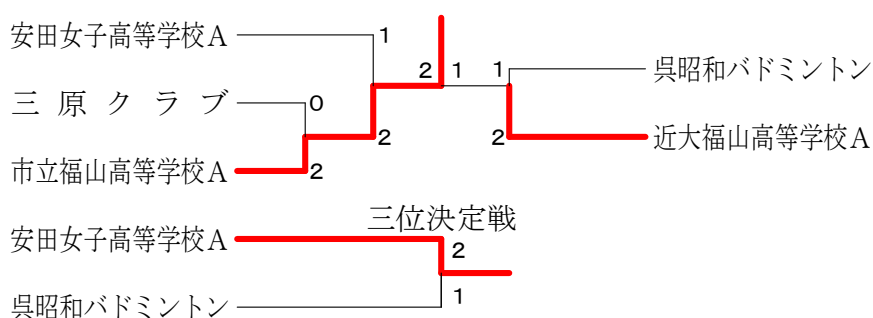 安田女子高等学校A
1
2 1
1
呉昭和バドミントン
三原クラブ
0
2
2
近大福山高等学校A
市立福山高等学校A
2
三位決定戦
安田女子高等学校A
2
呉昭和バドミントン
1